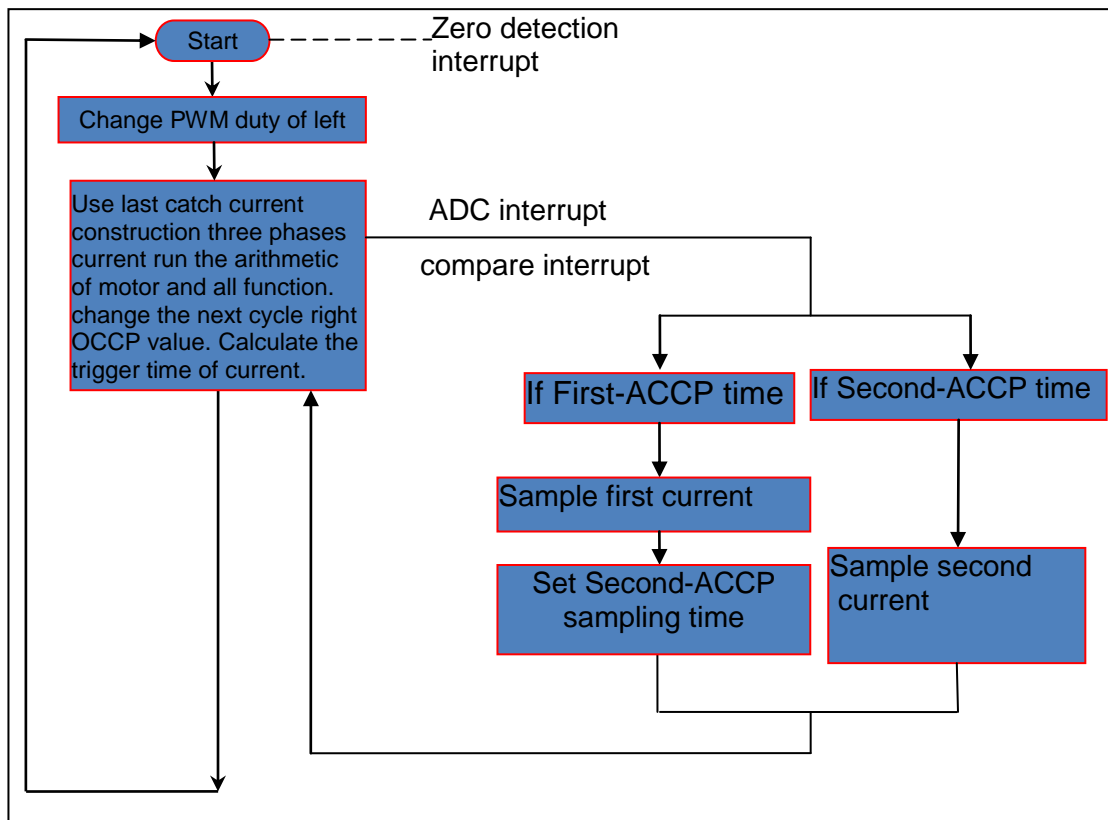 Start
Zero detection
interrupt
Change PWM duty of left
Use last catch current
construction three phases
current run the arithmetic
of motor and all function.
change the next cycle right
OCCP value. Calculate the
trigger time of current.
ADC interrupt
compare interrupt
If First-ACCP time
If Second-ACCP time
Sample first current
Set Second-ACCP
sampling time
Sample second
current